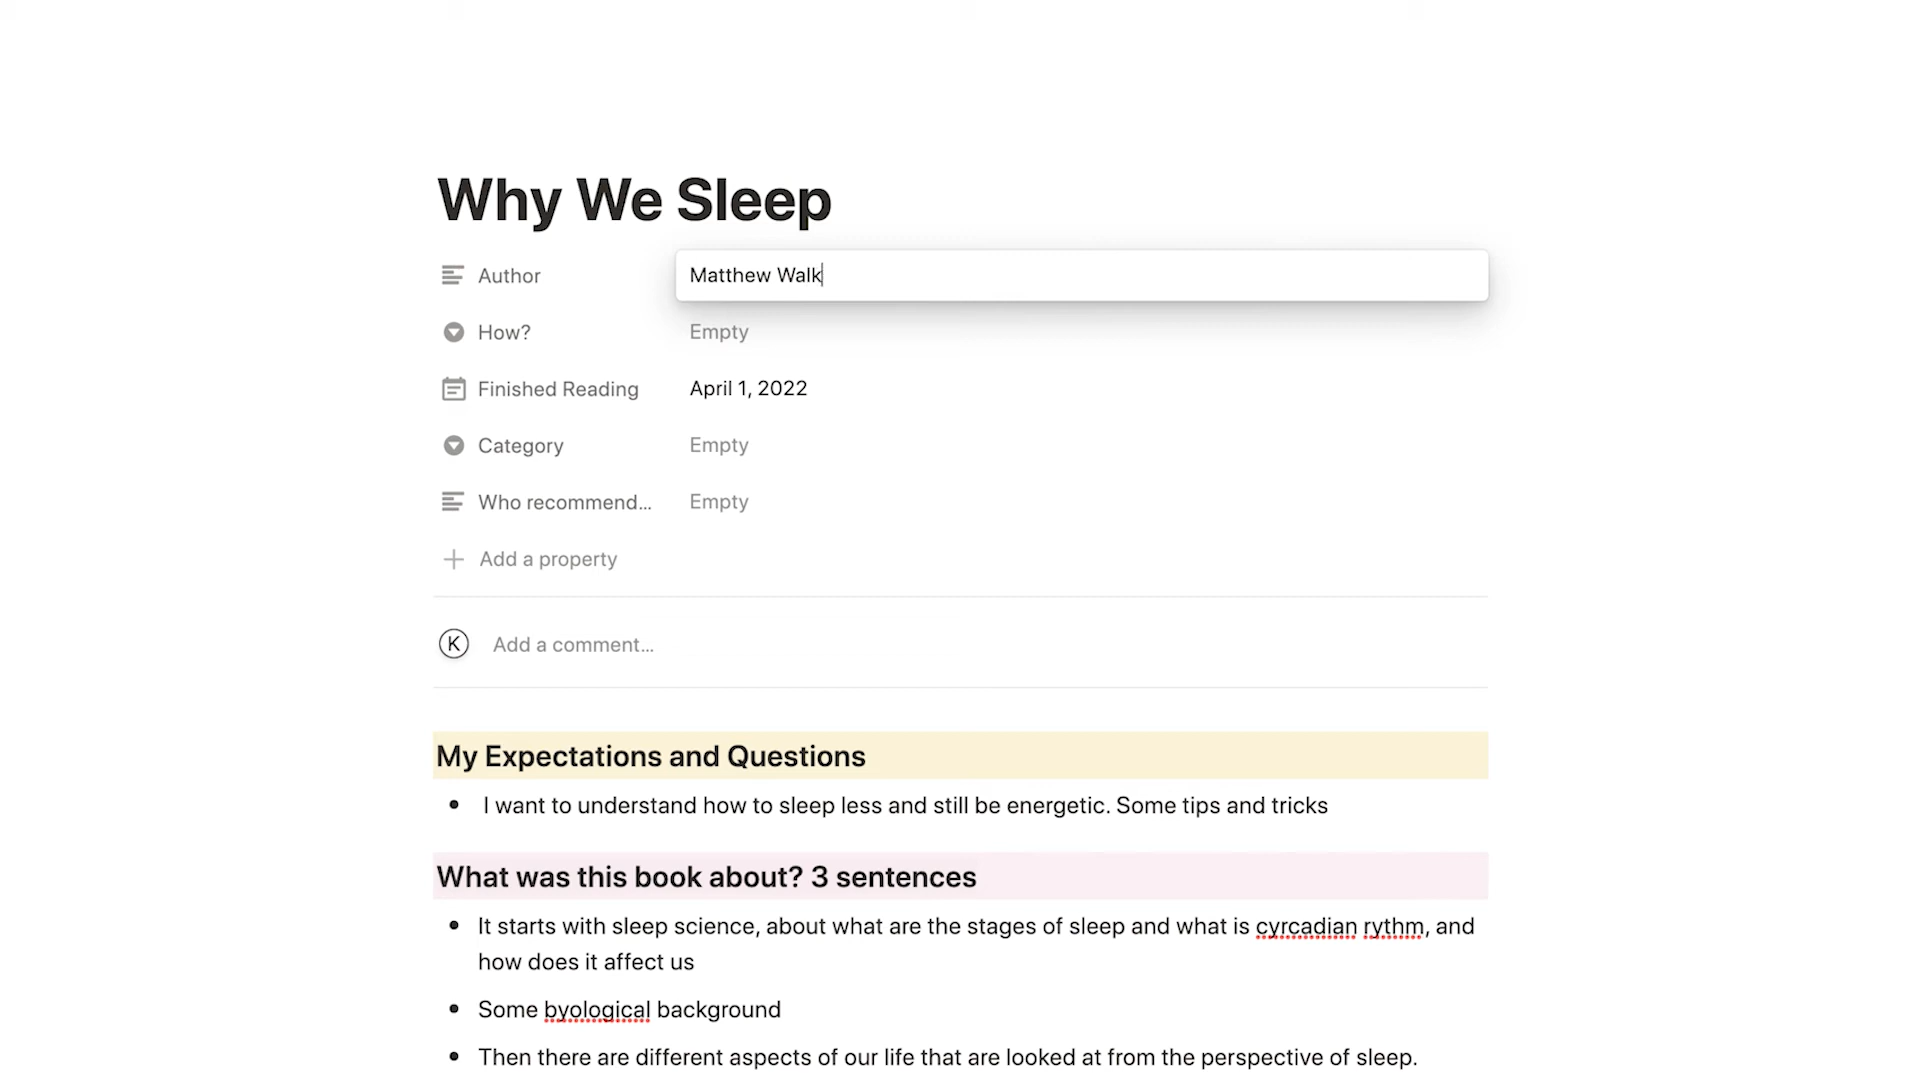 Why We Sleep
Author Matthew Walk
How? Empty
Finished Reading April 1, 2022
Category Empty
Who recommend... Empty
Add a property
K Add a comment...
My Expectations and Questions
• I want to understand how to sleep less and still be energetic. Some tips and tricks
What was this book about? 3 sentences
• It starts with sleep science, about what are the stages of sleep and what is cyrcadian rythm, and
how does it affect us
• Some byological background
• Then there are different aspects of our life that are looked at from the perspective of sleep.